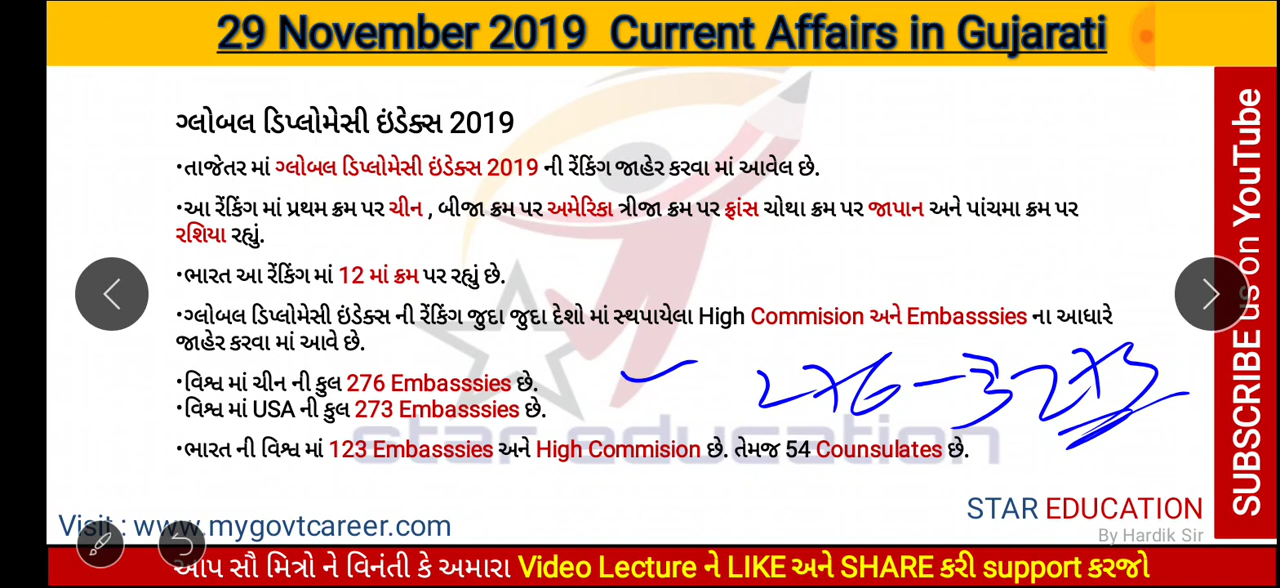 29 November 2019 Current Affairs in Gujarati
ગ્લોબલ ડિપ્લોમેસી ઇંડેક્સ 2019
•તાજેતર માં ગ્લોબલ ડિપ્લોમેસી ઇંડેક્સ 2019 ની રેંકિંગ જાહેર કરવા માં આવેલ છે.
•આ રેંકિંગ માં પ્રથમ ક્રમ પર ચીન , બીજા ક્રમ પર અમેરિકા ત્રીજા ક્રમ પર ફ્રાંસ ચોથા ક્રમ પર જાપાન અને પાંચમા ક્રમ પર
રશિયા રહ્યું.
•ભારત આ રેંકિંગ માં 12 માં ક્રમ પર રહ્યું છે.
•ગ્લોબલ ડિપ્લોમેસી ઇંડેક્સ ની રેંકિંગ જુદા જુદા દેશો માં સ્થપાયેલા High Commision અને Embasssies ના આધારે
જાહેર કરવા માં આવે છે.
•વિશ્વ માં ચીન ની કુલ 276 Embasssies છે.
•વિશ્વ માં USA ની કુલ 273 Embasssies છે.
276-3273
•ભારત ની વિશ્વ માં 123 Embasssies અને High Commision છે. તેમજ 54 Counsulates છે.
star education
STAR EDUCATION
By Hardik Sir
Visit : www.mygovtcareer.com
આપ સૌ મિત્રો ને વિનંતી કે અમારા Video Lecture ને LIKE અને SHARE કરી support કરજો
SUBSCRIBE us on YouTube